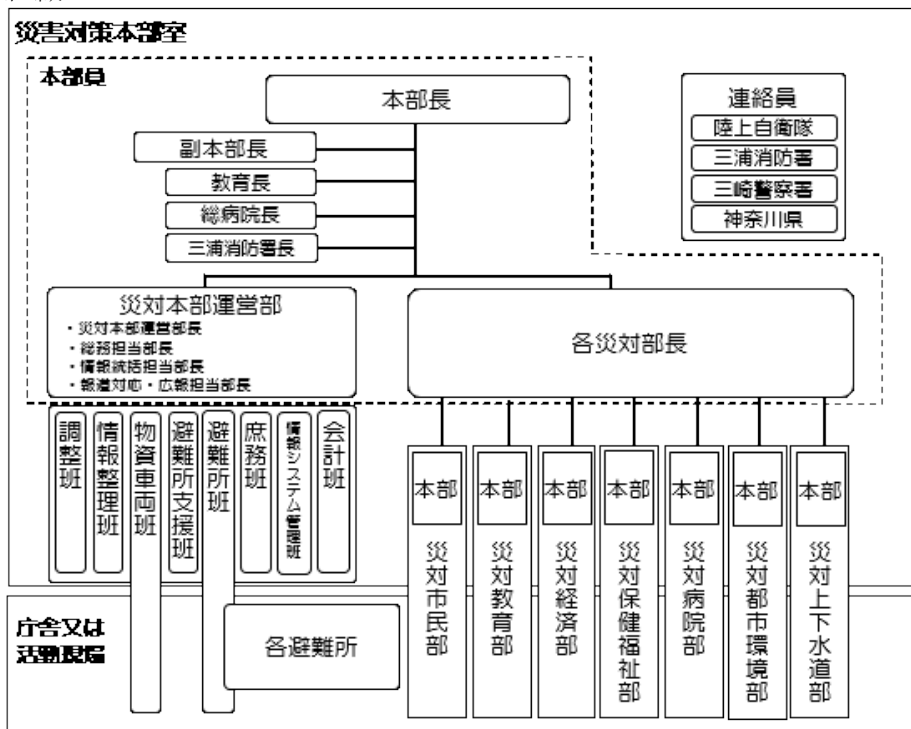 災害対策本部室
本部員
本部長
副本部長
教育長
総病院長
三浦消防署長
連絡員
陸上自衛隊
三浦消防署
三崎警察署
神奈川県
災対本部運営部
・災対本部運営部長
・総務担当部長
・情報統括担当部長
・報道対応・広報担当部長
各災対部長
調整班
情報整理班
物資車両班
避難所支援班
避難所班
庶務班
情報システム管理班
会計班
本部
災対市民部
本部
災対教育部
本部
災対経済部
本部
災対保健福祉部
本部
災対病院部
本部
災対都市環境部
本部
災対上下水道部
庁舎又は
活動現場
各避難所